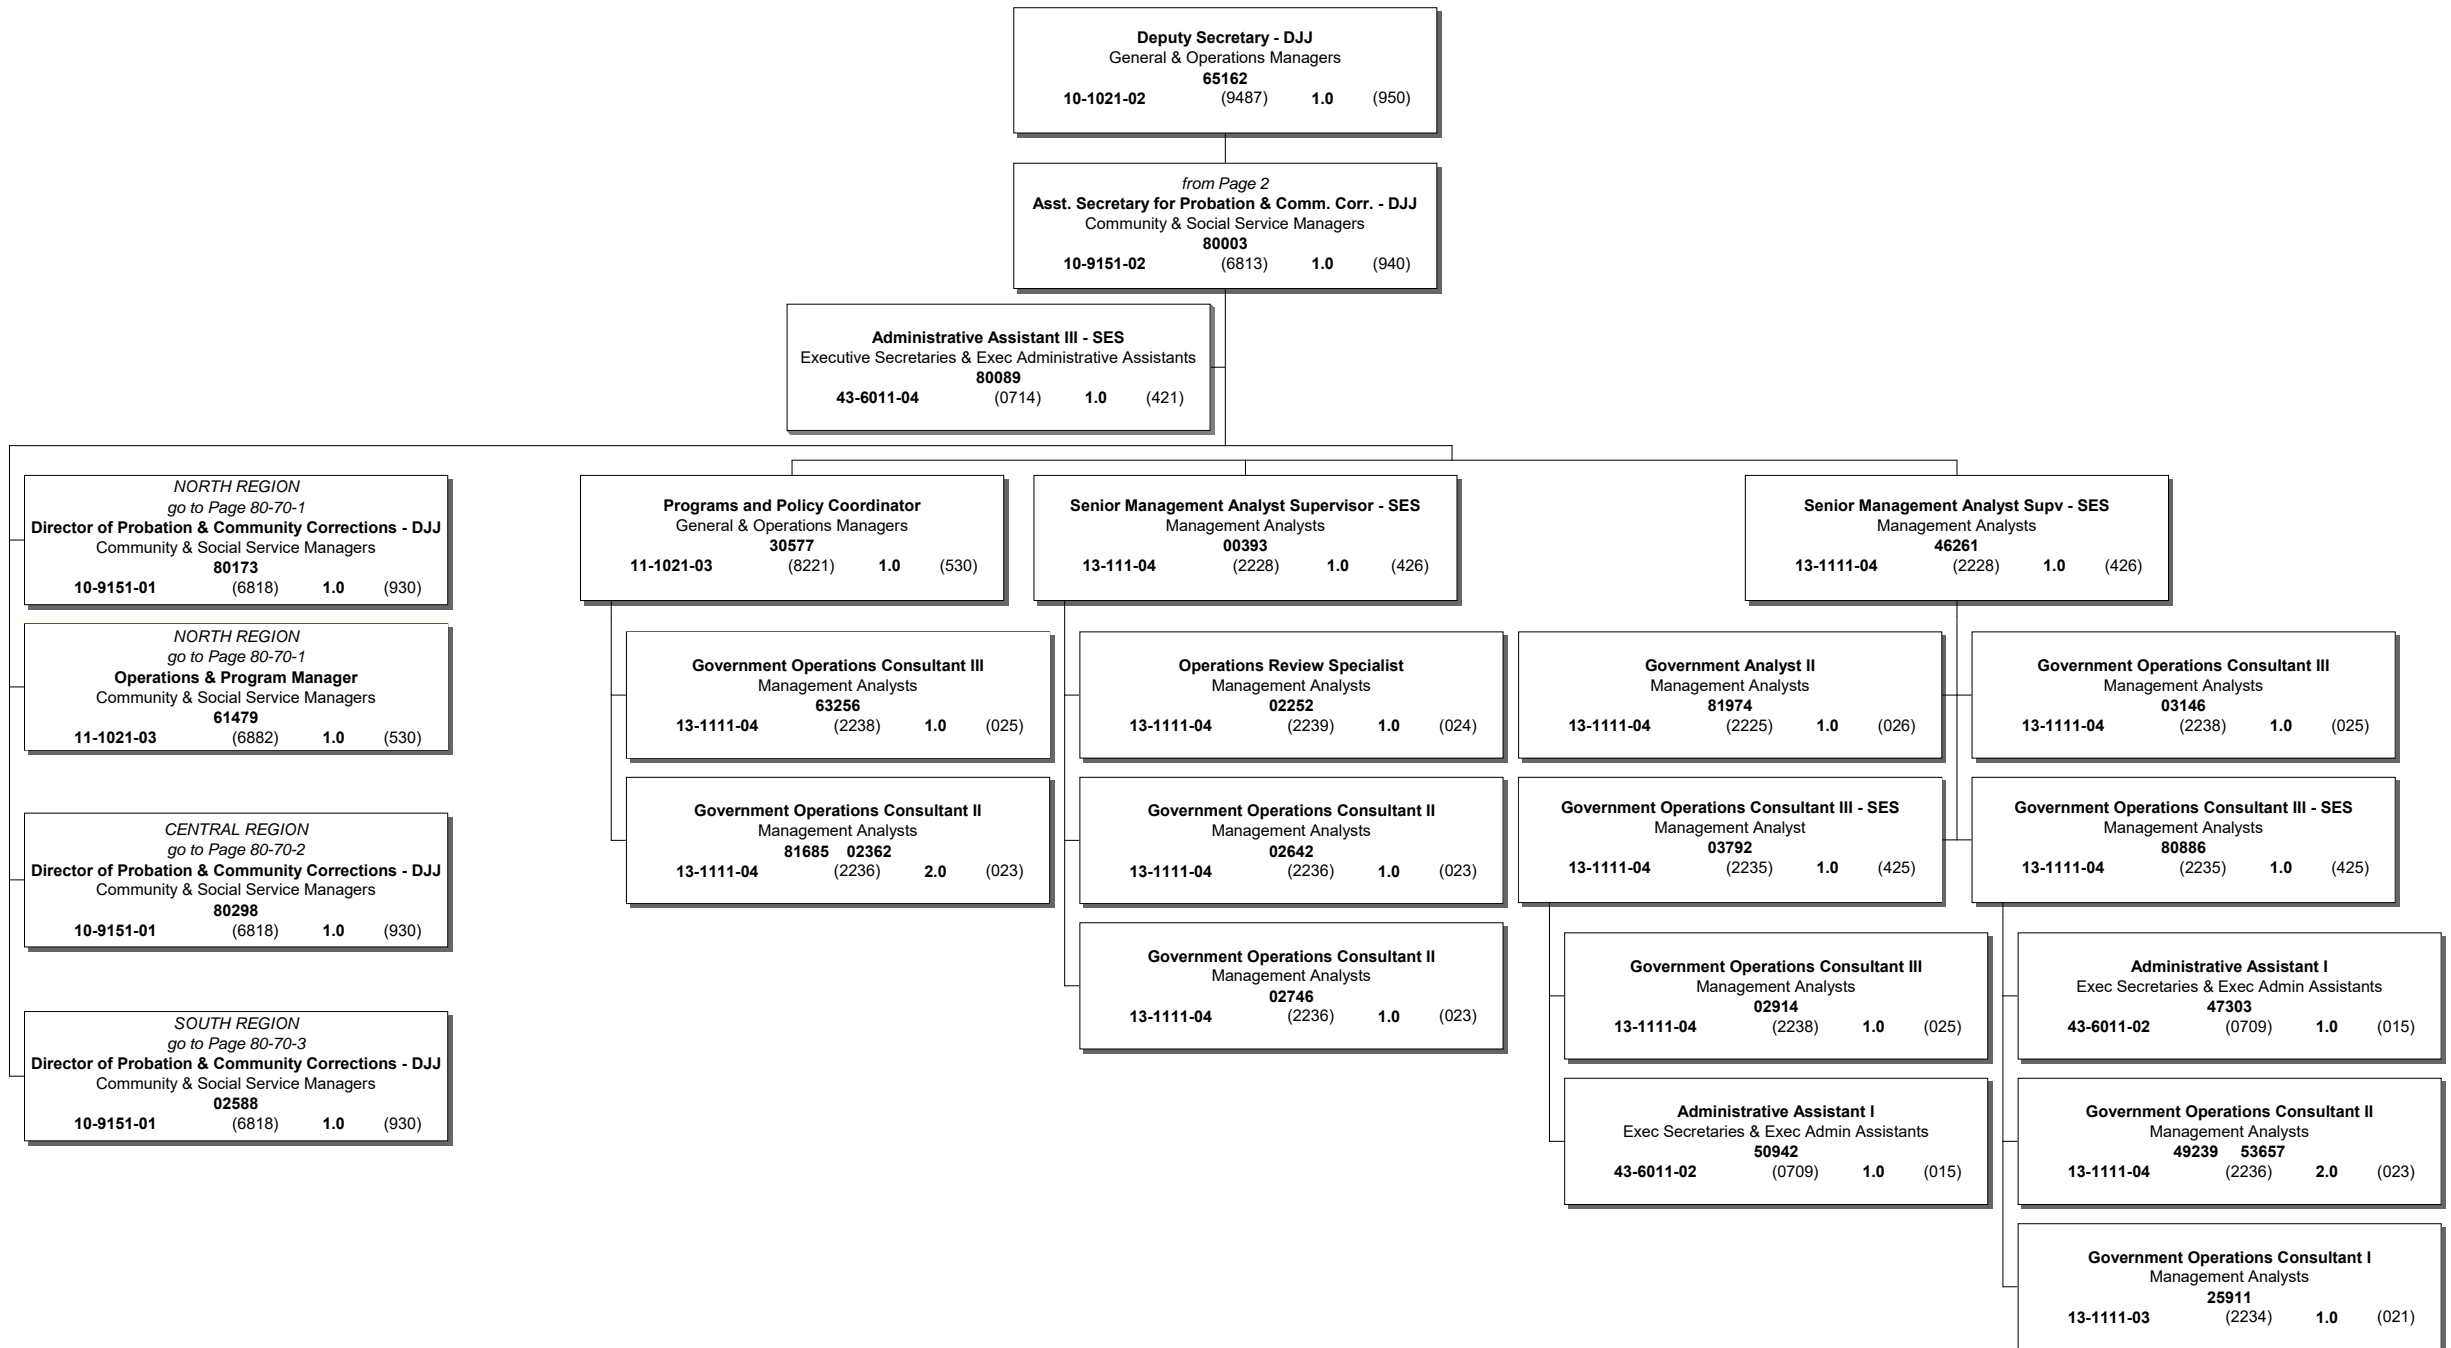 Deputy Secretary - DJJ
General & Operations Managers
65162
10-1021-02 (9487) 1.0 (950)
from Page 2
Asst. Secretary for Probation & Comm. Corr. - DJJ
Community & Social Service Managers
80003
10-9151-02 (6813) 1.0 (940)
Administrative Assistant III - SES
Executive Secretaries & Exec Administrative Assistants
80089
43-6011-04 (0714) 1.0 (421)
NORTH REGION
go to Page 80-70-1
Director of Probation & Community Corrections - DJJ
Community & Social Service Managers
80173
10-9151-01 (6818) 1.0 (930)
NORTH REGION
go to Page 80-70-1
Operations & Program Manager
Community & Social Service Managers
61479
11-1021-03 (6882) 1.0 (530)
CENTRAL REGION
go to Page 80-70-2
Director of Probation & Community Corrections - DJJ
Community & Social Service Managers
80298
10-9151-01 (6818) 1.0 (930)
SOUTH REGION
go to Page 80-70-3
Director of Probation & Community Corrections - DJJ
Community & Social Service Managers
02588
10-9151-01 (6818) 1.0 (930)
Programs and Policy Coordinator
General & Operations Managers
30577
11-1021-03 (8221) 1.0 (530)
Government Operations Consultant III
Management Analysts
63256
13-1111-04 (2238) 1.0 (025)
Government Operations Consultant II
Management Analysts
81685 02362
13-1111-04 (2236) 2.0 (023)
Senior Management Analyst Supervisor - SES
Management Analysts
00393
13-111-04 (2228) 1.0 (426)
Operations Review Specialist
Management Analysts
02252
13-1111-04 (2239) 1.0 (024)
Government Operations Consultant II
Management Analysts
02642
13-1111-04 (2236) 1.0 (023)
Government Operations Consultant II
Management Analysts
02746
13-1111-04 (2236) 1.0 (023)
Senior Management Analyst Supv - SES
Management Analysts
46261
13-1111-04 (2228) 1.0 (426)
Government Analyst II
Management Analysts
81974
13-1111-04 (2225) 1.0 (026)
Government Operations Consultant III
Management Analysts
03146
13-1111-04 (2238) 1.0 (025)
Government Operations Consultant III - SES
Management Analyst
03792
13-1111-04 (2235) 1.0 (425)
Government Operations Consultant III
Management Analysts
02914
13-1111-04 (2238) 1.0 (025)
Administrative Assistant I
Exec Secretaries & Exec Admin Assistants
50942
43-6011-02 (0709) 1.0 (015)
Government Operations Consultant III - SES
Management Analysts
80886
13-1111-04 (2235) 1.0 (425)
Administrative Assistant I
Exec Secretaries & Exec Admin Assistants
47303
43-6011-02 (0709) 1.0 (015)
Government Operations Consultant II
Management Analysts
49239 53657
13-1111-04 (2236) 2.0 (023)
Government Operations Consultant I
Management Analysts
25911
13-1111-03 (2234) 1.0 (021)